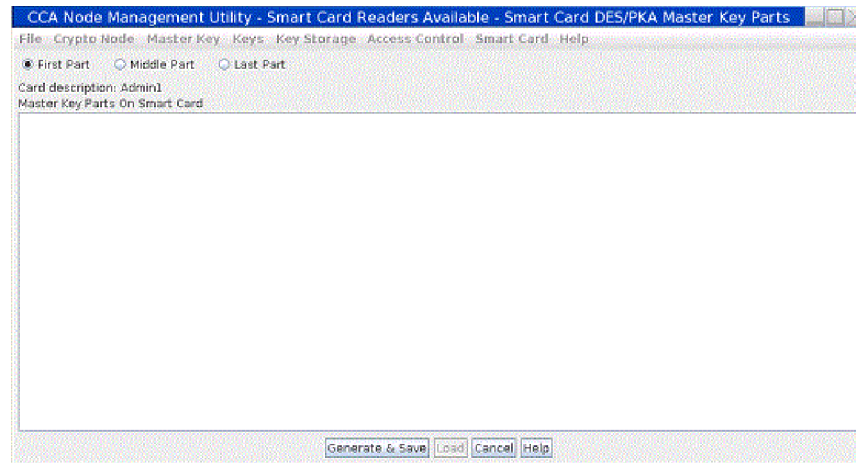 CCA Node Management Utility - Smart Card Readers Available - Smart Card DES/PKA Master Key Parts
File Crypto Node Master Key Keys Key Storage Access Control Smart Card Help
First Part Middle Part Last Part
Card description: Admin1
Master Key Parts On Smart Card
Generate & Save Load Cancel Help